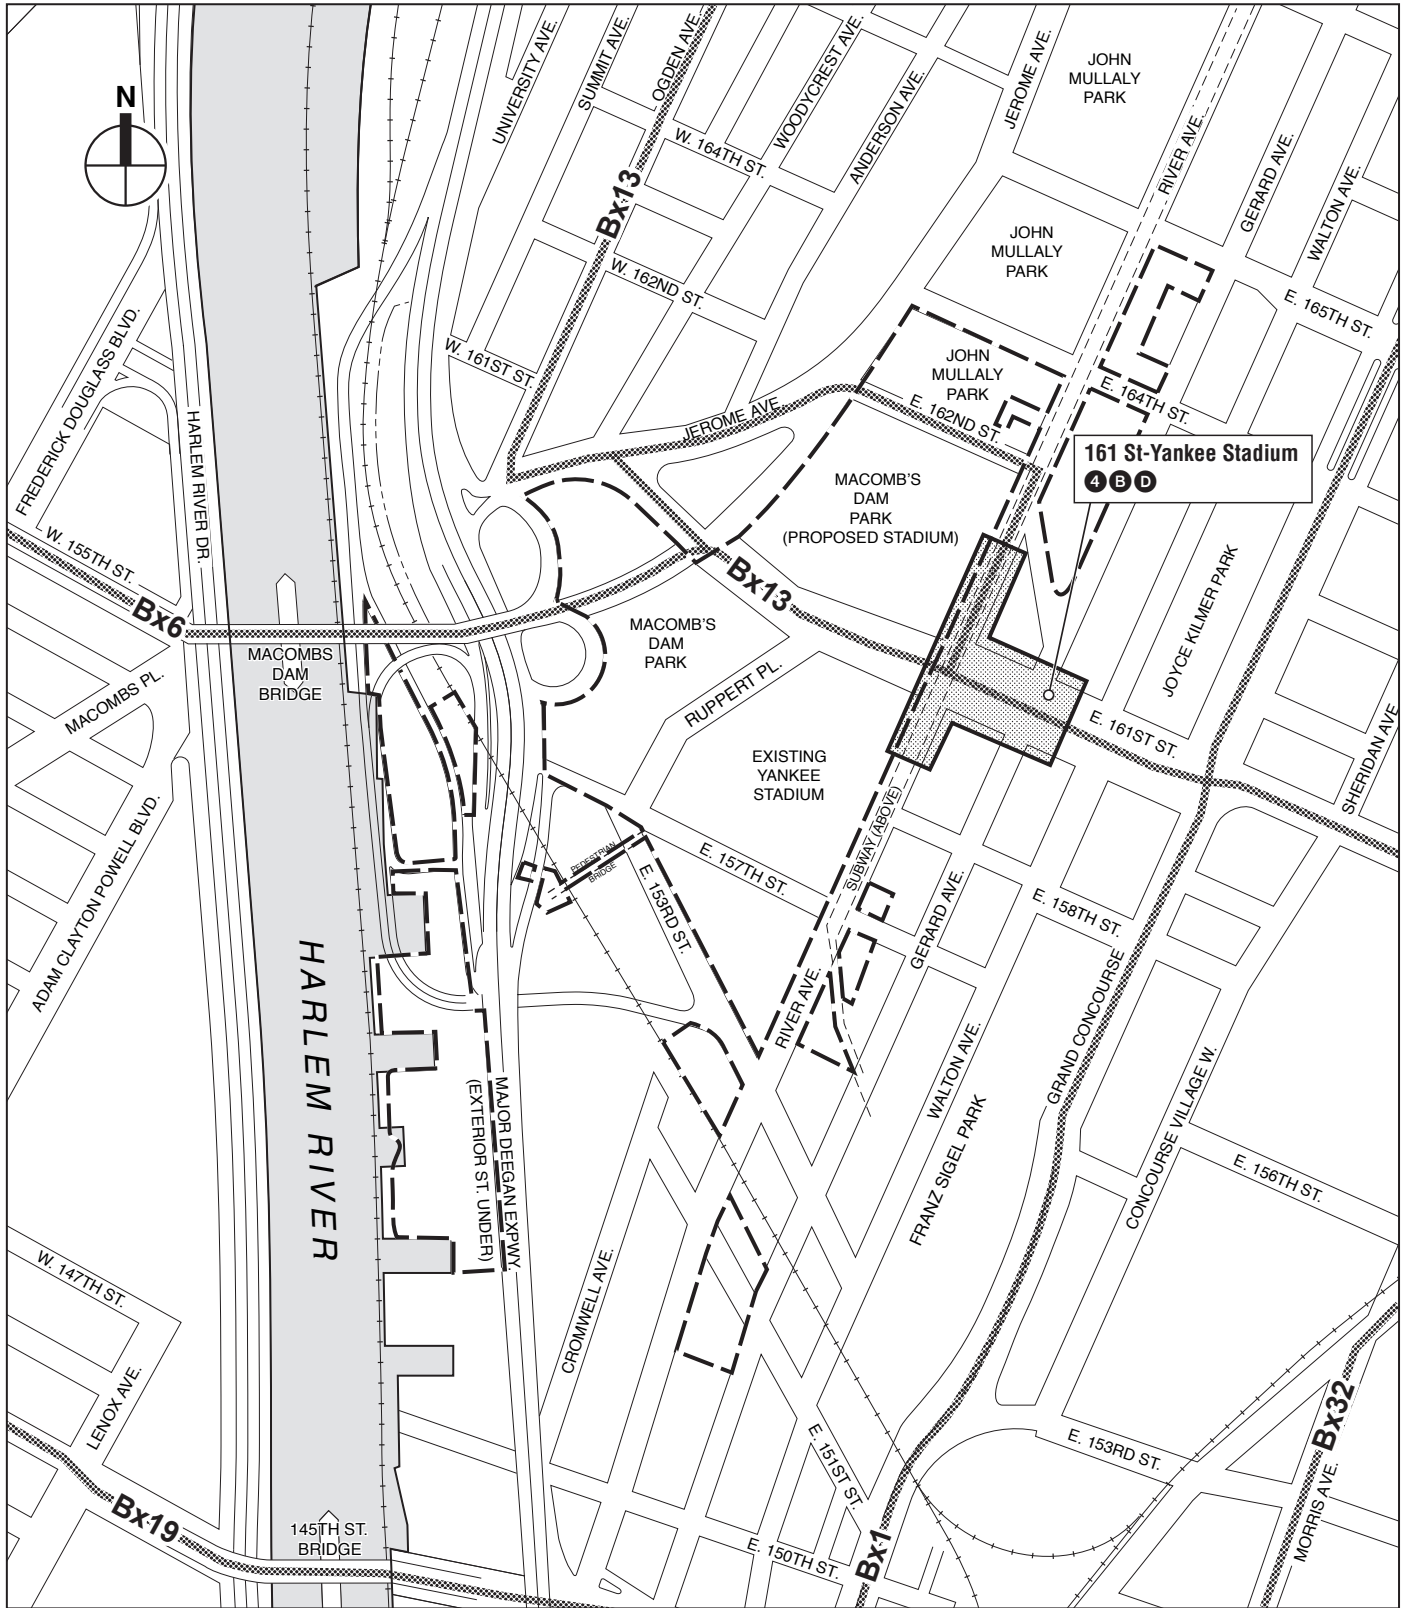 N
UNIVERSITY AVE.
SUMMIT AVE.
OGDEN AVE.
WOODYCREST AVE.
ANDERSON AVE.
JEROME AVE.
JOHN
MULLALY
PARK
RIVER AVE.
GERARD AVE.
WALTON AVE.
W. 164TH ST.
Bx13
JOHN
MULLALY
PARK
W. 162ND ST.
E. 165TH ST.
FREDERICK DOUGLASS BLVD.
HARLEM RIVER DR.
W. 161ST ST.
JOHN
MULLALY
PARK
E. 164TH ST.
JEROME AVE.
E. 162ND ST.
161 St-Yankee Stadium
4 B D
MACOMB'S
DAM
PARK
(PROPOSED STADIUM)
W. 155TH ST.
Bx6
Bx13
JOYCE KILMER PARK
MACOMBS
DAM
BRIDGE
MACOMB'S
DAM
PARK
MACOMBS PL.
RUPPERT PL.
E. 161ST ST.
SHERIDAN AVE.
EXISTING
YANKEE
STADIUM
SUBWAY (ABOVE)
ADAM CLAYTON POWELL BLVD.
PEDESTRIAN
BRIDGE
E. 153RD ST.
E. 157TH ST.
GERARD AVE.
E. 158TH ST.
HARLEM RIVER
RIVER AVE.
WALTON AVE.
FRANZ SIGEL PARK
GRAND CONCOURSE
CONCOURSE VILLAGE W.
MAJOR DEEGAN EXPWY.
(EXTERIOR ST. UNDER)
E. 156TH ST.
W. 147TH ST.
LENOX AVE.
CROMWELL AVE.
E. 151ST ST.
E. 153RD ST.
Bx32
MORRIS AVE.
Bx19
145TH ST.
BRIDGE
E. 150TH ST.
Bx1